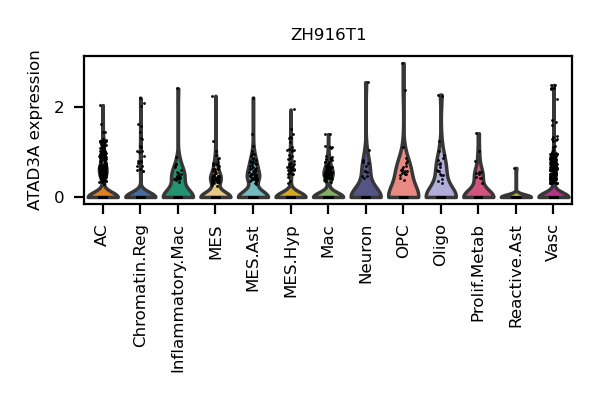 ZH916T1
ATAD3A expression
2
0
AC
Chromatin.Reg
Inflammatory.Mac
MES
MES.Ast
MES.Hyp
Mac
Neuron
OPC
Oligo
Prolif.Metab
Reactive.Ast
Vasc